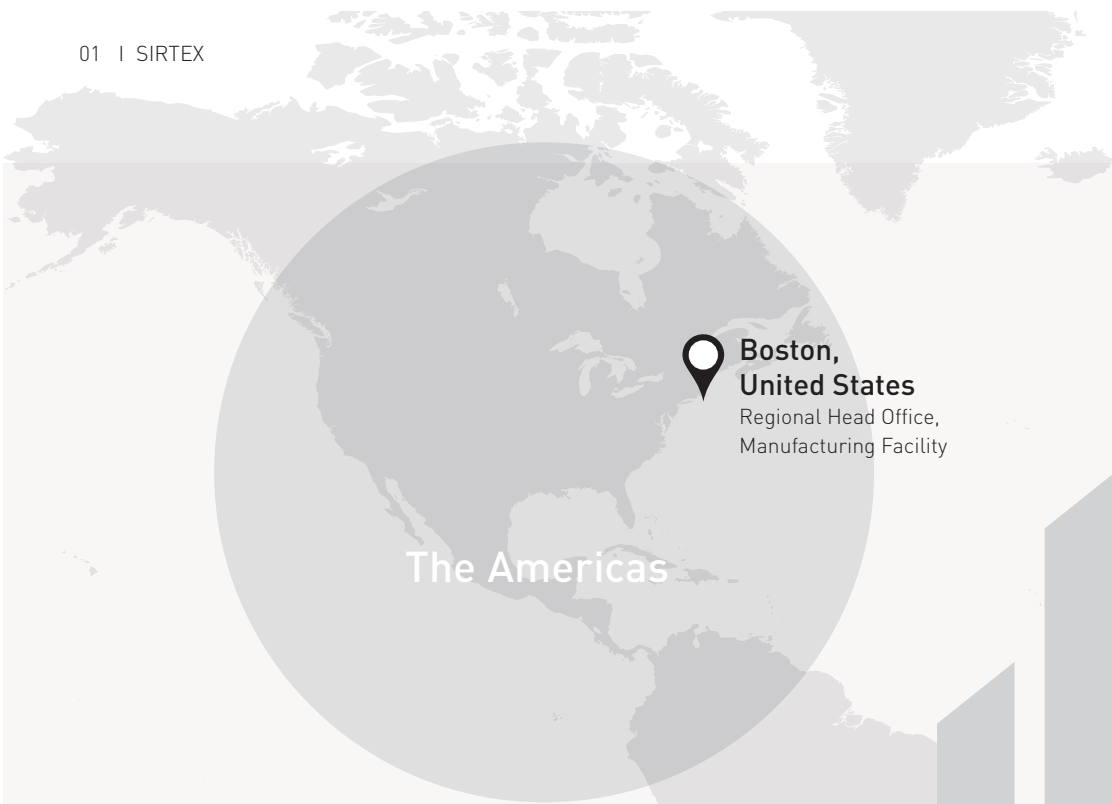 01 I SIRTEX
Boston,
United States
Regional Head Office,
Manufacturing Facility
The Americas